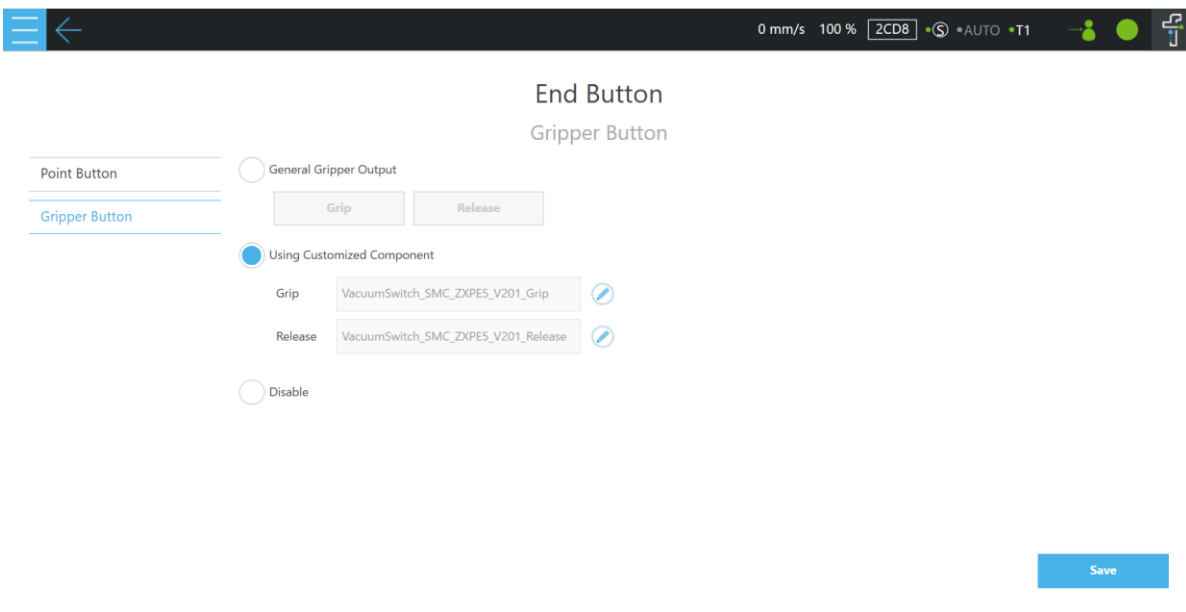 0 mm/s 100 % 2CD8 S AUTO T1
End Button
Gripper Button
Point Button
Gripper Button
General Gripper Output
Grip Release
Using Customized Component
Grip VacuumSwitch_SMC_ZXPE5_V201_Grip
Release VacuumSwitch_SMC_ZXPE5_V201_Release
Disable
Save